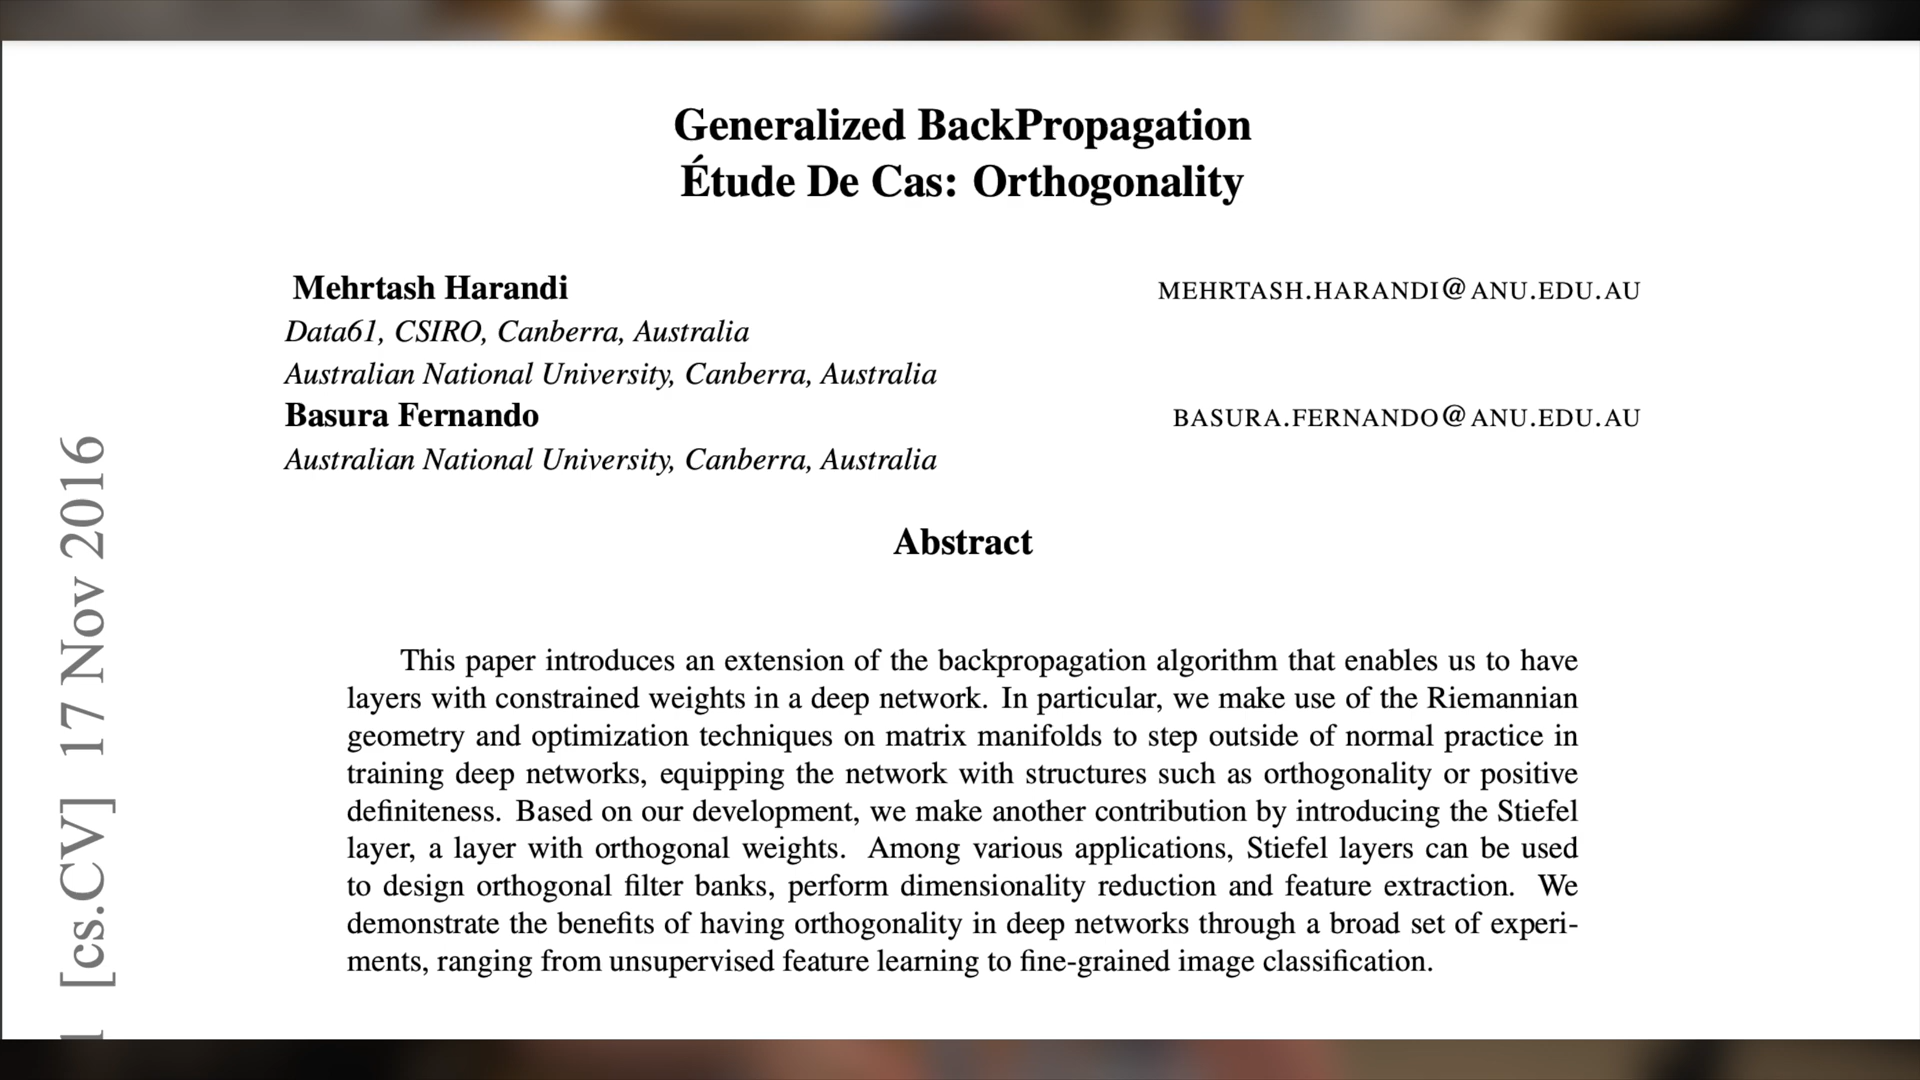 Generalized BackPropagation
Étude De Cas: Orthogonality
Mehrtash Harandi
MEHRTASH.HARANDI@ANU.EDU.AU
Data61, CSIRO, Canberra, Australia
Australian National University, Canberra, Australia
Basura Fernando
BASURA.FERNANDO@ANU.EDU.AU
Australian National University, Canberra, Australia
[cs.CV] 17 Nov 2016
Abstract
This paper introduces an extension of the backpropagation algorithm that enables us to have
layers with constrained weights in a deep network. In particular, we make use of the Riemannian
geometry and optimization techniques on matrix manifolds to step outside of normal practice in
training deep networks, equipping the network with structures such as orthogonality or positive
definiteness. Based on our development, we make another contribution by introducing the Stiefel
layer, a layer with orthogonal weights. Among various applications, Stiefel layers can be used
to design orthogonal filter banks, perform dimensionality reduction and feature extraction. We
demonstrate the benefits of having orthogonality in deep networks through a broad set of experi-
ments, ranging from unsupervised feature learning to fine-grained image classification.